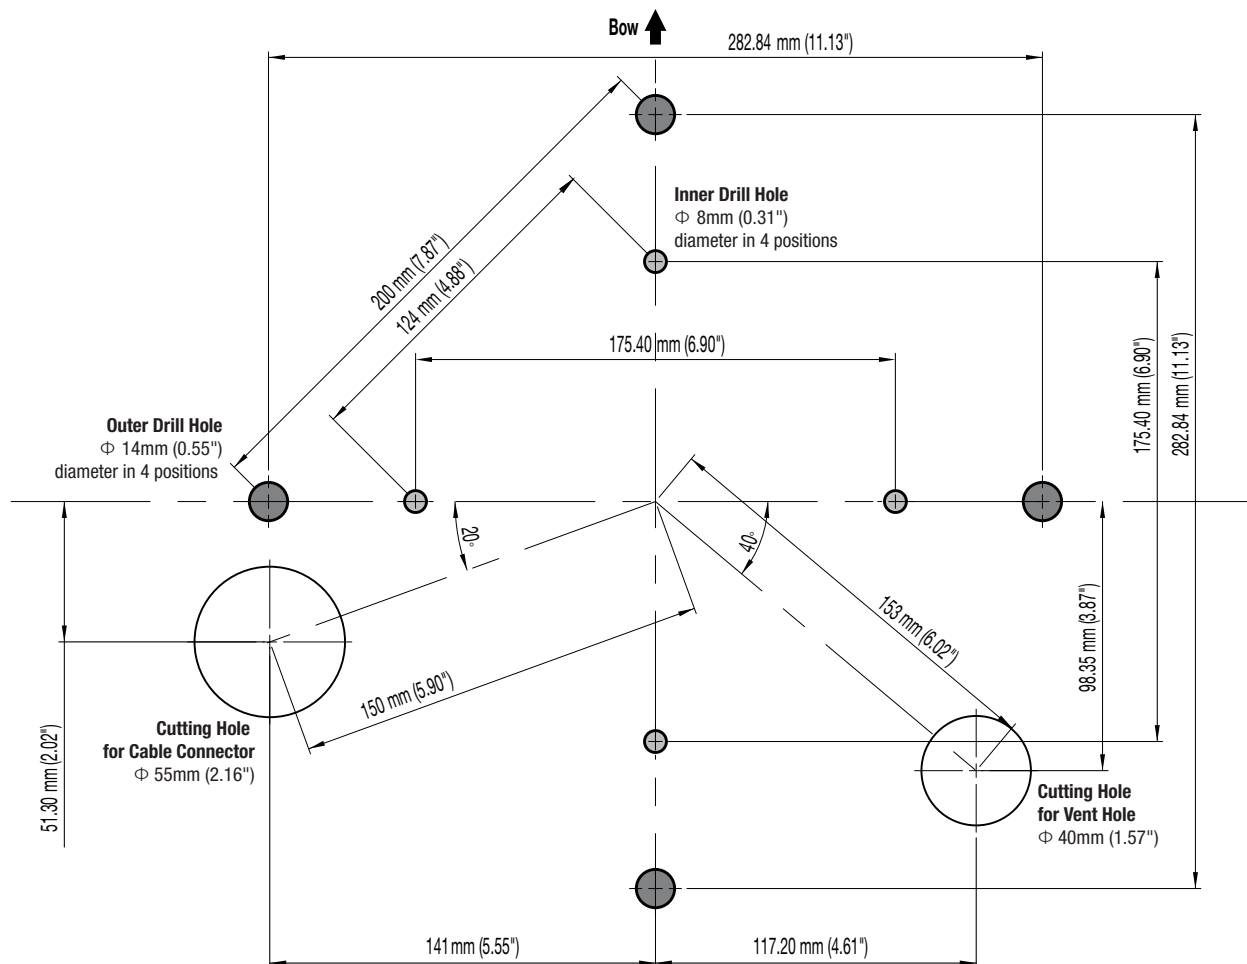 Bow
282.84 mm (11.13")
Inner Drill Hole
Φ 8mm (0.31")
diameter in 4 positions
200 mm (7.87")
124 mm (4.88")
175.40 mm (6.90")
175.40 mm (6.90")
282.84 mm (11.13")
Outer Drill Hole
Φ 14mm (0.55")
diameter in 4 positions
20°
40°
153 mm (6.02")
98.35 mm (3.87")
150 mm (5.90")
Cutting Hole
for Cable Connector
Φ 55mm (2.16")
51.30 mm (2.02")
Cutting Hole
for Vent Hole
Φ 40mm (1.57")
141 mm (5.55")
117.20 mm (4.61")